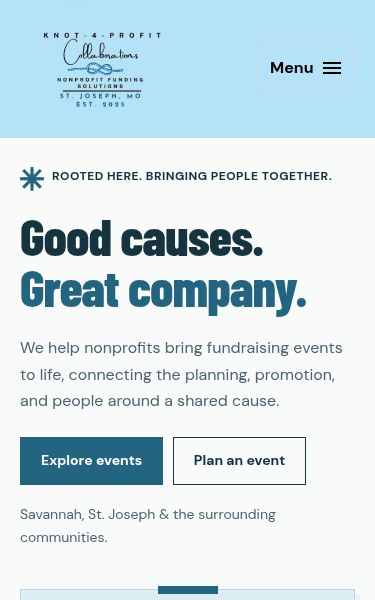 KNOT-4-PROFIT
Collaborations
NONPROFIT FUNDING
SOLUTIONS
ST. JOSEPH, MO
EST. 2025
Menu
ROOTED HERE. BRINGING PEOPLE TOGETHER.
Good causes.
Great company.
We help nonprofits bring fundraising events
to life, connecting the planning, promotion,
and people around a shared cause.
Explore events
Plan an event
Savannah, St. Joseph & the surrounding
communities.